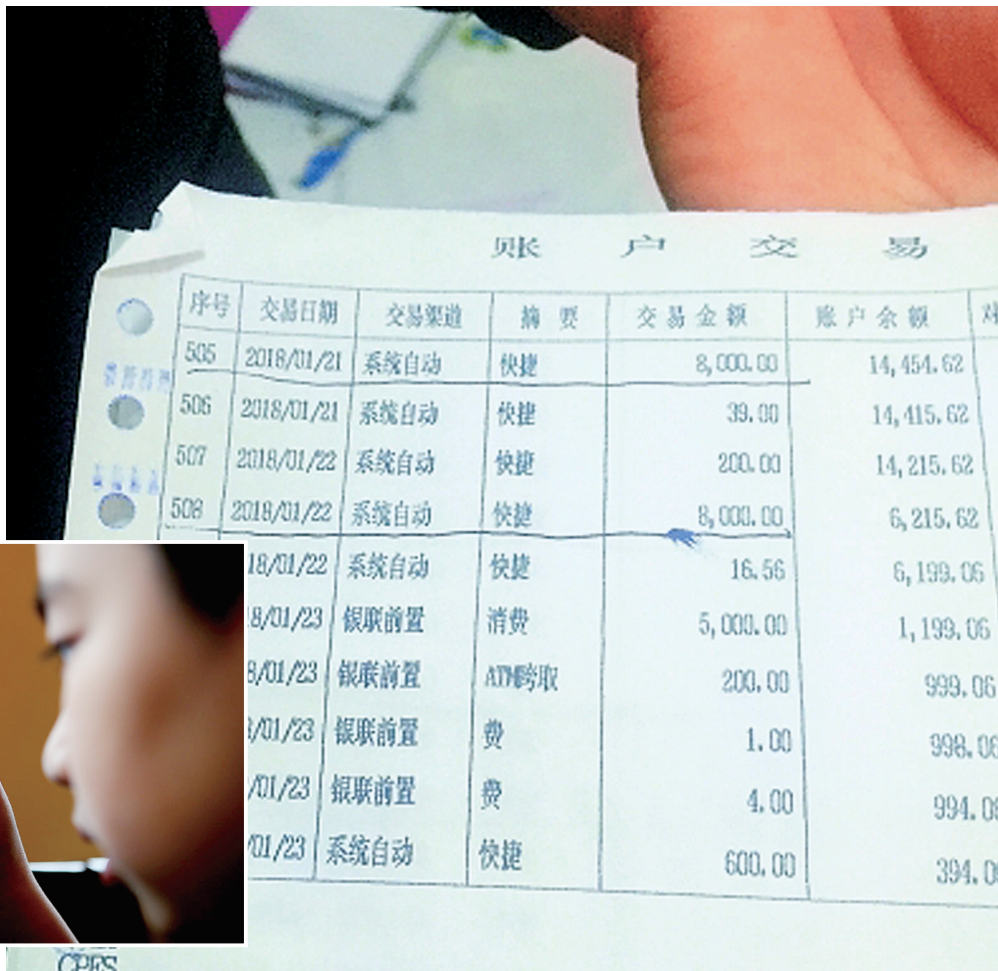 账 户 交 易
序号 交易日期 交易渠道 摘 要 交易金额 账户余额
505 2018/01/21 系统自动 快捷 8,000.00 14,454.62
506 2018/01/21 系统自动 快捷 39.00 14,415.62
507 2018/01/22 系统自动 快捷 200.00 14,215.62
508 2018/01/22 系统自动 快捷 8,000.00 6,215.62
18/01/22 系统自动 快捷 16.56 6,199.06
8/01/23 银联前置 消费 5,000.00 1,199.06
8/01/23 银联前置 ATM跨取 200.00 999.06
/01/23 银联前置 费 1.00 998.06
/01/23 银联前置 费 4.00 994.0
/01/23 系统自动 快捷 600.00 394.0